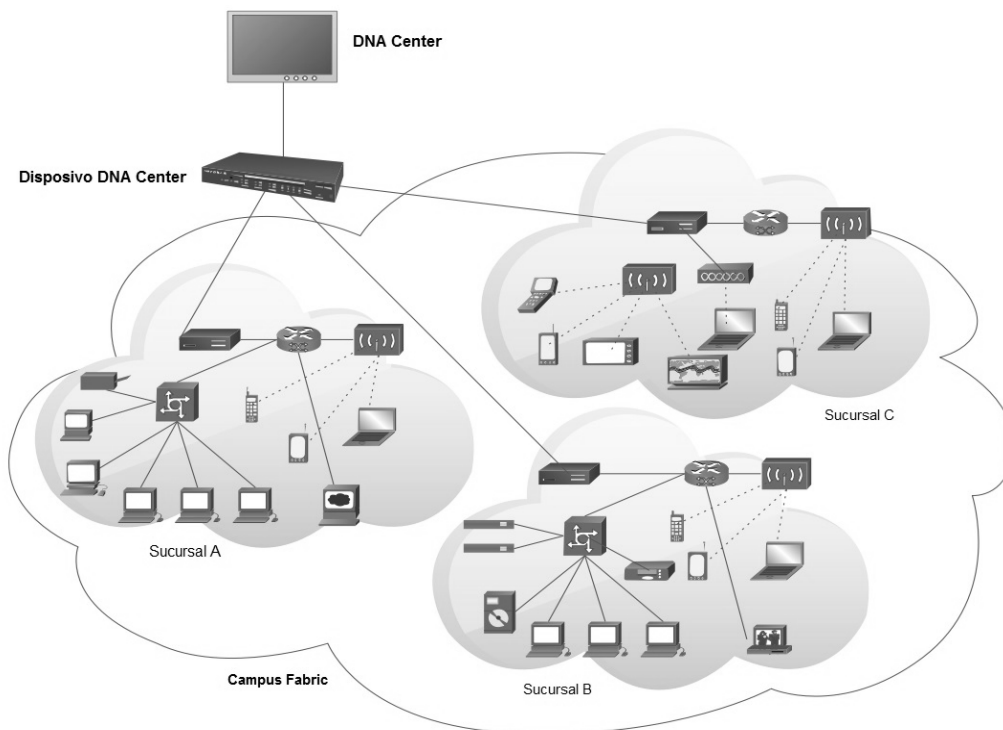 DNA Center
Disposivo DNA Center
Sucursal C
Sucursal A
Campus Fabric
Sucursal B